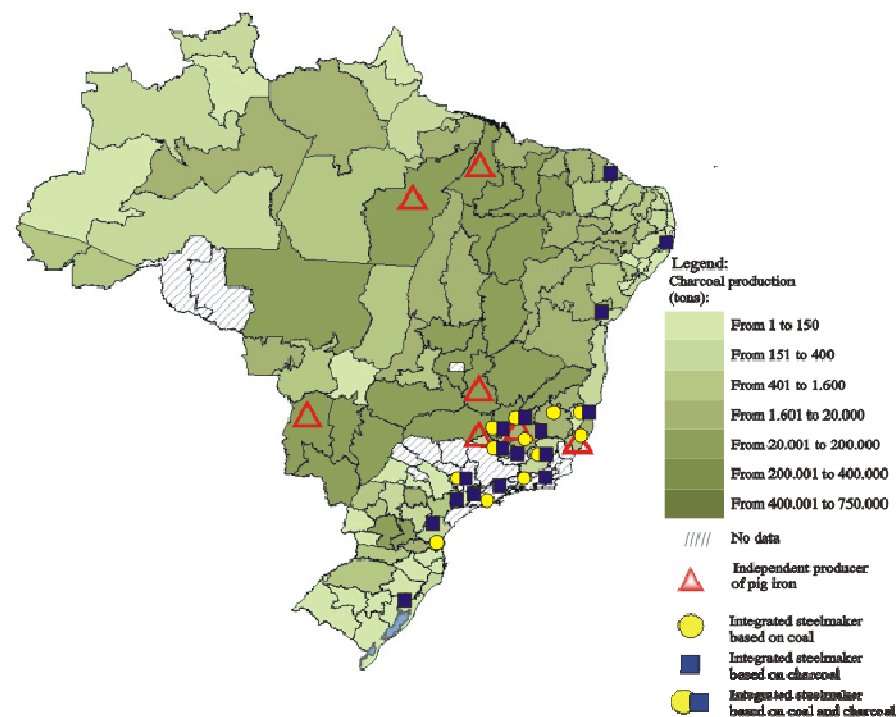 Legend:
Charcoal production
(tons):
From 1 to 150
From 151 to 400
From 401 to 1.600
From 1.601 to 20.000
From 20.001 to 200.000
From 200.001 to 400.000
From 400.001 to 750.000
No data
Independent producer
of pig iron
Integrated steelmaker
based on coal
Integrated steelmaker
based on charcoal
Integrated steelmaker
based on coal and charcoal